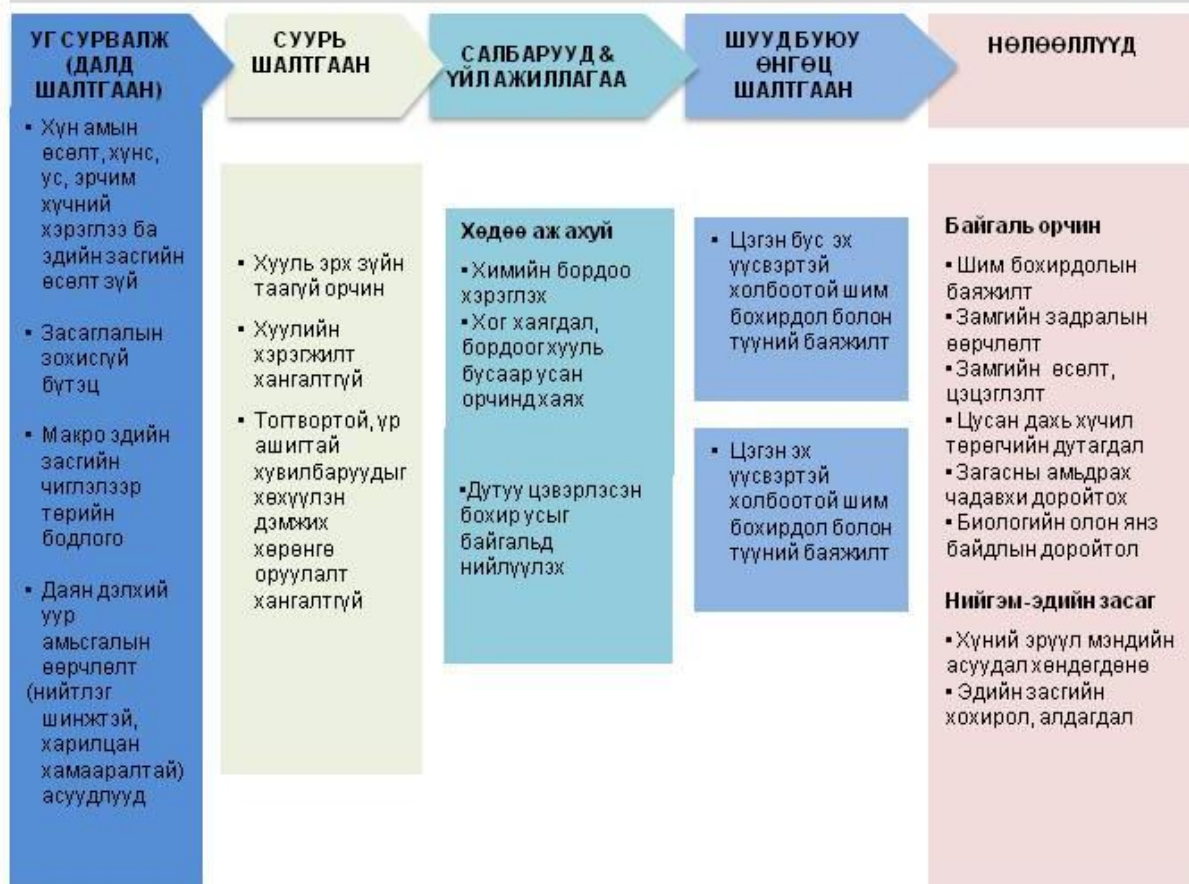 УГ СУРВАЛЖ
(ДАЛД
ШАЛТГААН)
▪ Хүн амын
өсөлт, хүнс,
ус, эрчим
хүчний
хэрэглээ ба
эдийн засгийн
өсөлт зүй
▪ Засаглалын
зохисгүй
бүтэц
▪ Макро эдийн
засгийн
чиглэлээр
төрийн
бодлого
▪ Даян дэлхий
уур
амьсгалын
өөрчлөлт
(нийтлэг
шинжтэй,
харилцан
хамааралтай)
асуудлууд
СУУРЬ
ШАЛТГААН
▪ Хууль эрх зүйн
таагүй орчин
▪ Хуулийн
хэрэгжилт
хангалтгүй
▪ Тогтвортой, үр
ашигтай
хувилбаруудыг
хөхүүлэн
дэмжих
хөрөнгө
оруулалт
хангалтгүй
САЛБАРУУД &
ҮЙЛ АЖИЛЛАГАА
Хөдөө аж ахуй
▪Химийн бордоо
хэрэглэх
▪Хог хаягдал,
бордоог хууль
бусаар усан
орчинд хаях
▪Дутуу цэвэрлэсэн
бохир усыг
байгальд
нийлүүлэх
ШУУД БУЮУ
ӨНГӨЦ
ШАЛТГААН
▪ Цэгэн бус эх
үүсвэртэй
холбоотой шим
бохирдол болон
түүний баяжилт
▪ Цэгэн эх
үүсвэртэй
холбоотой шим
бохирдол болон
түүний баяжилт
НӨЛӨӨЛЛҮҮД
Байгаль орчин
▪Шим бохирдолын
баяжилт
▪Замгийн задралын
өөрчлөлт
▪Замгийн өсөлт,
цэцэглэлт
▪Цусан дахь хүчил
төрөгчийн дутагдал
▪Загасны амьдрах
чадавхи доройтох
▪Биологийн олон янз
байдлын доройтол
Нийгэм-эдийн засаг
▪Хүний эрүүл мэндийн
асуудал хөндөгдөнө
▪ Эдийн засгийн
хохирол, алдагдал